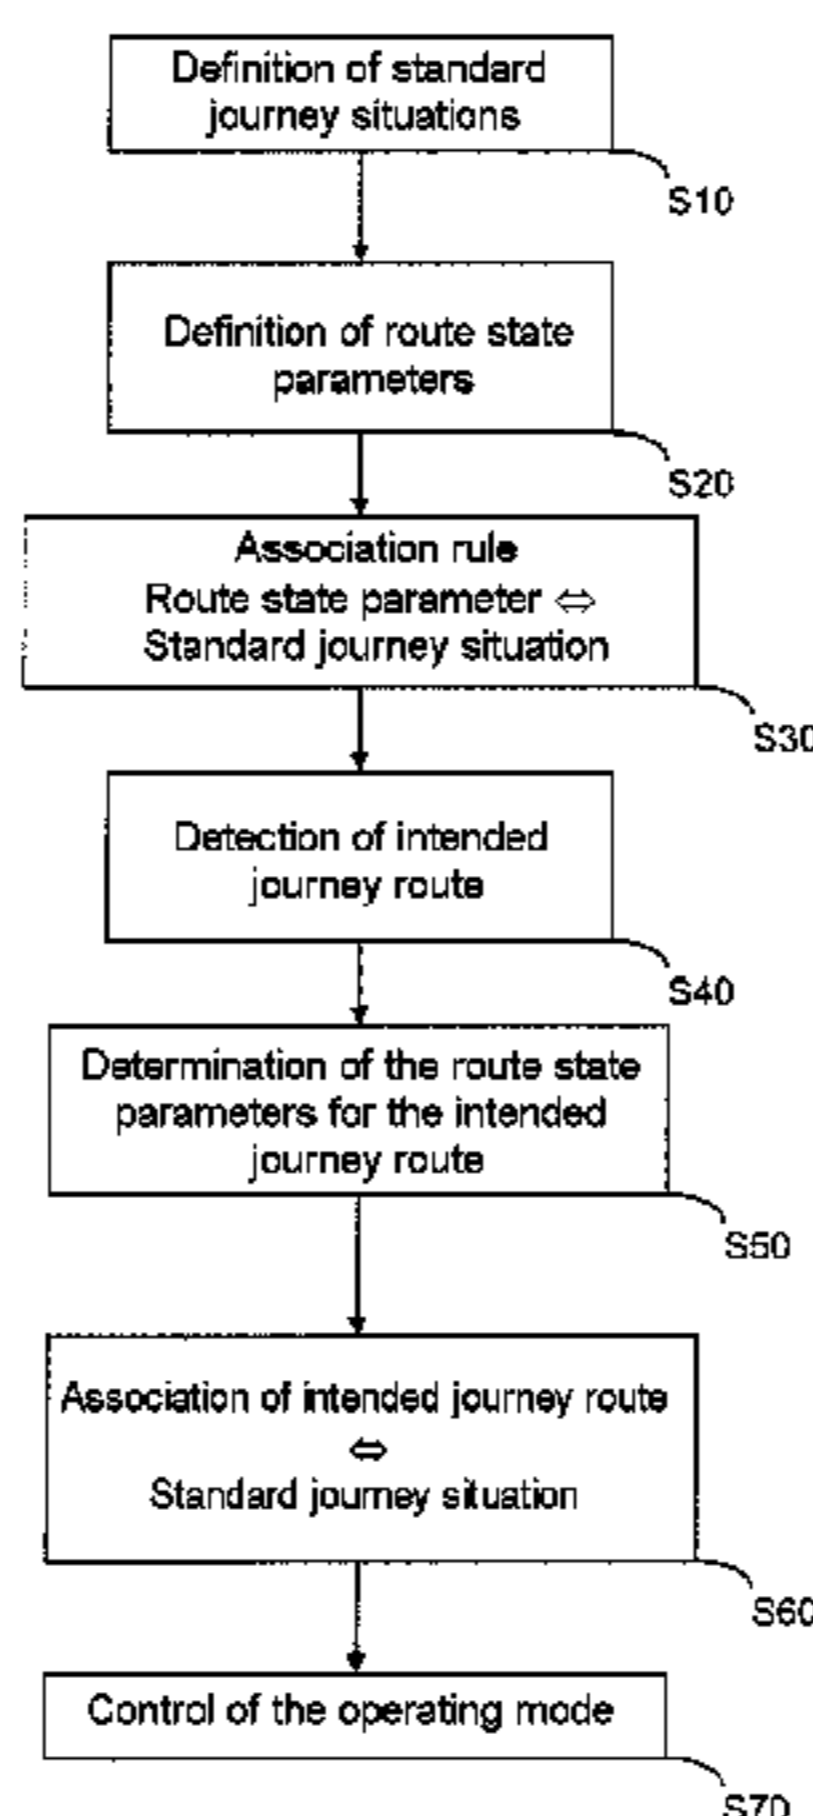 Definition of standard
journey situations
S10
Definition of route state
parameters
S20
Association rule
Route state parameter ⇔
Standard journey situation
S30
Detection of intended
journey route
S40
Determination of the route state
parameters for the intended
journey route
S50
Association of intended journey route
⇔
Standard journey situation
S60
Control of the operating mode
S70